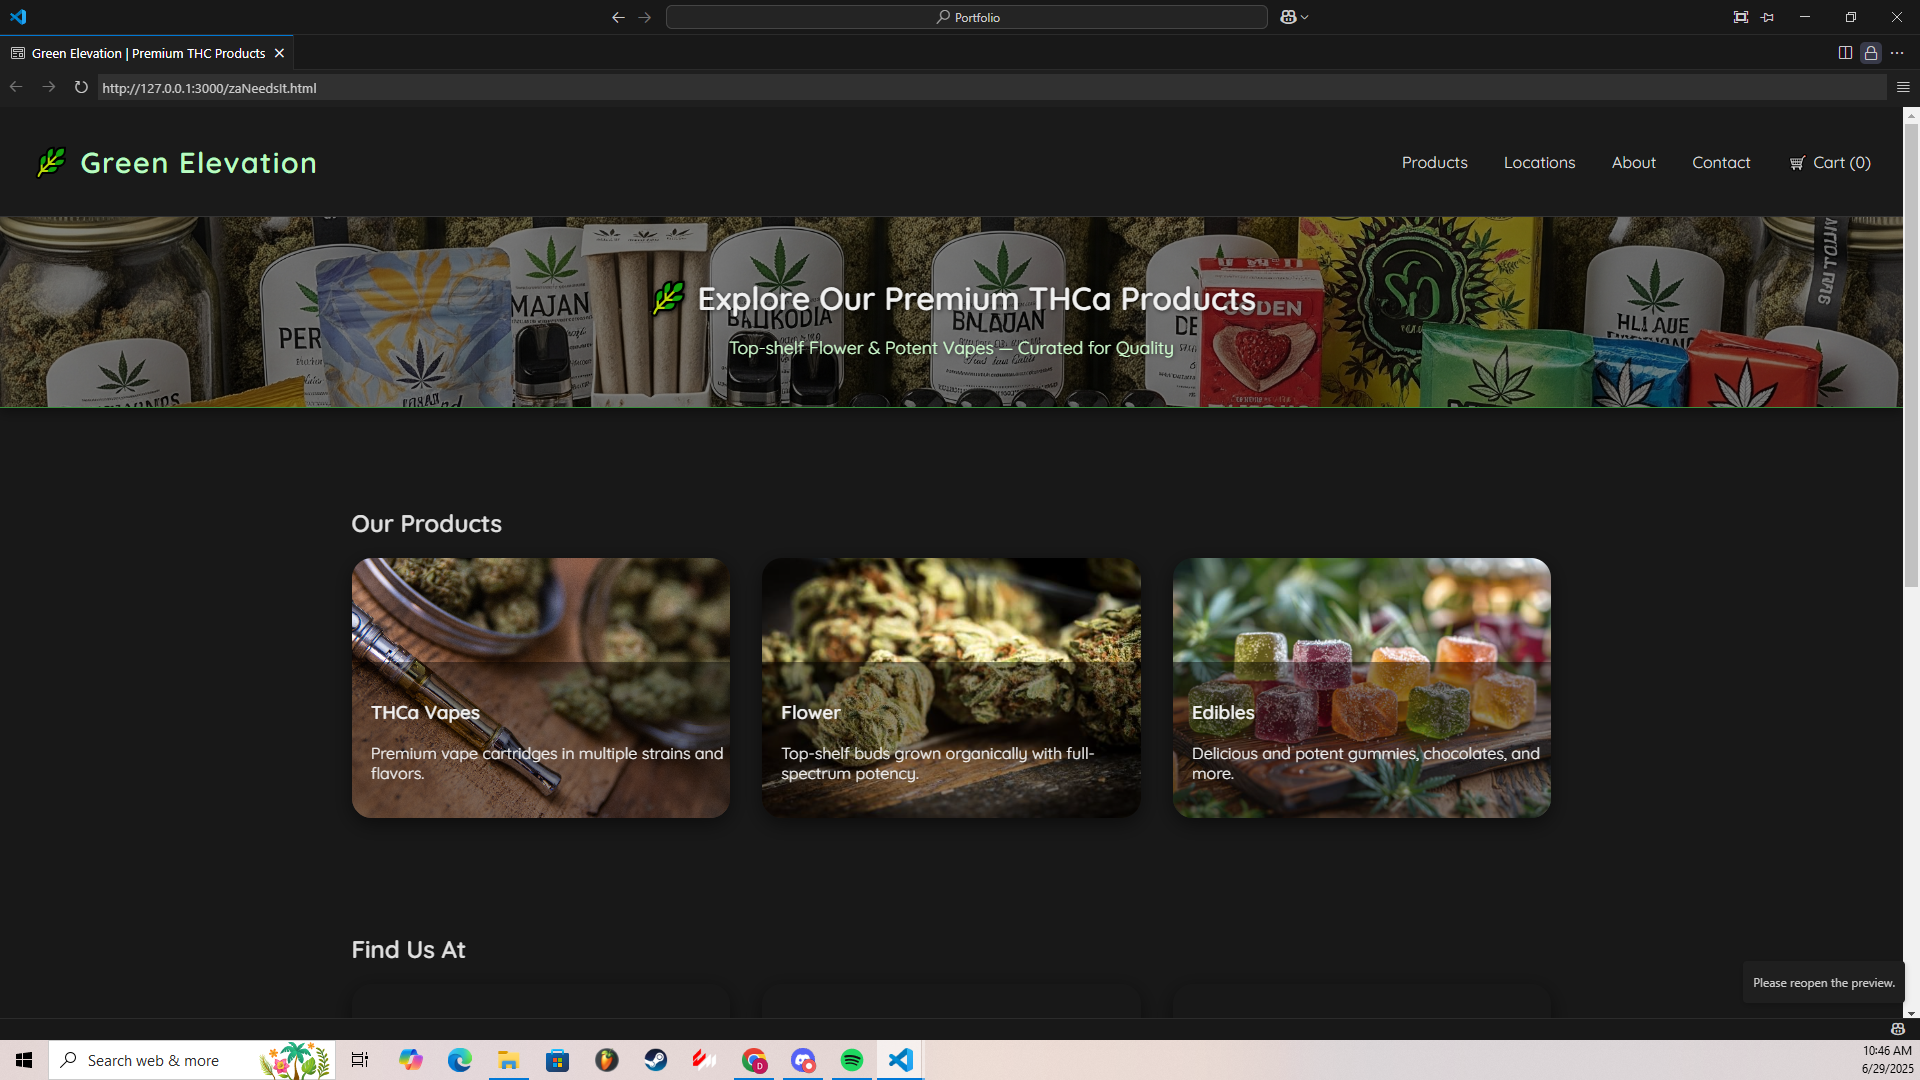 Portfolio
Green Elevation | Premium THC Products
http://127.0.0.1:3000/zaNeedsIt.html
Green Elevation
Products
Locations
About
Contact
Cart (0)
Explore Our Premium THCa Products
Top-shelf Flower & Potent Vapes — Curated for Quality
MAJAN
BALIKODIA
Our Products
THCa Vapes
Premium vape cartridges in multiple strains and
flavors.
Flower
Top-shelf buds grown organically with full-
spectrum potency.
Edibles
Delicious and potent gummies, chocolates, and
more.
Find Us At
Please reopen the preview.
Search web & more
D
10:46 AM
6/29/2025